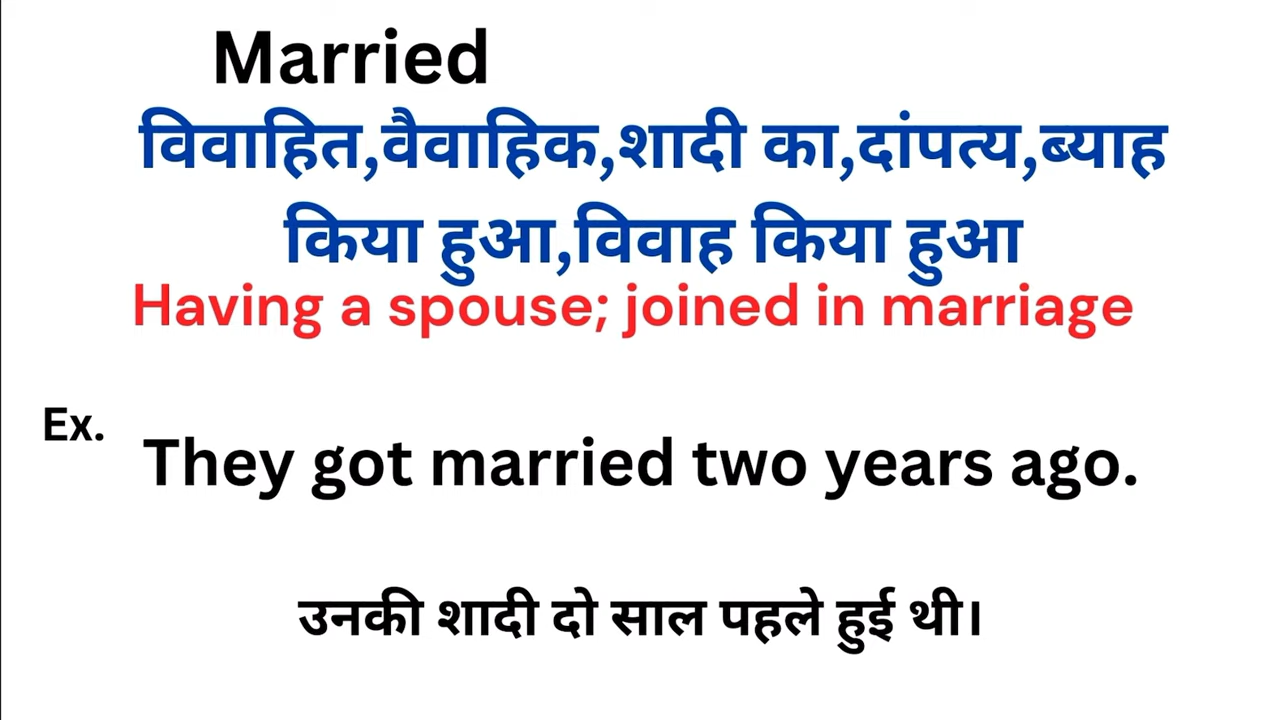 Married
विवाहित,वैवाहिक,शादी का,दांपत्य,ब्याह
किया हुआ,विवाह किया हुआ
Having a spouse; joined in marriage
Ex.
They got married two years ago.
उनकी शादी दो साल पहले हुई थी।